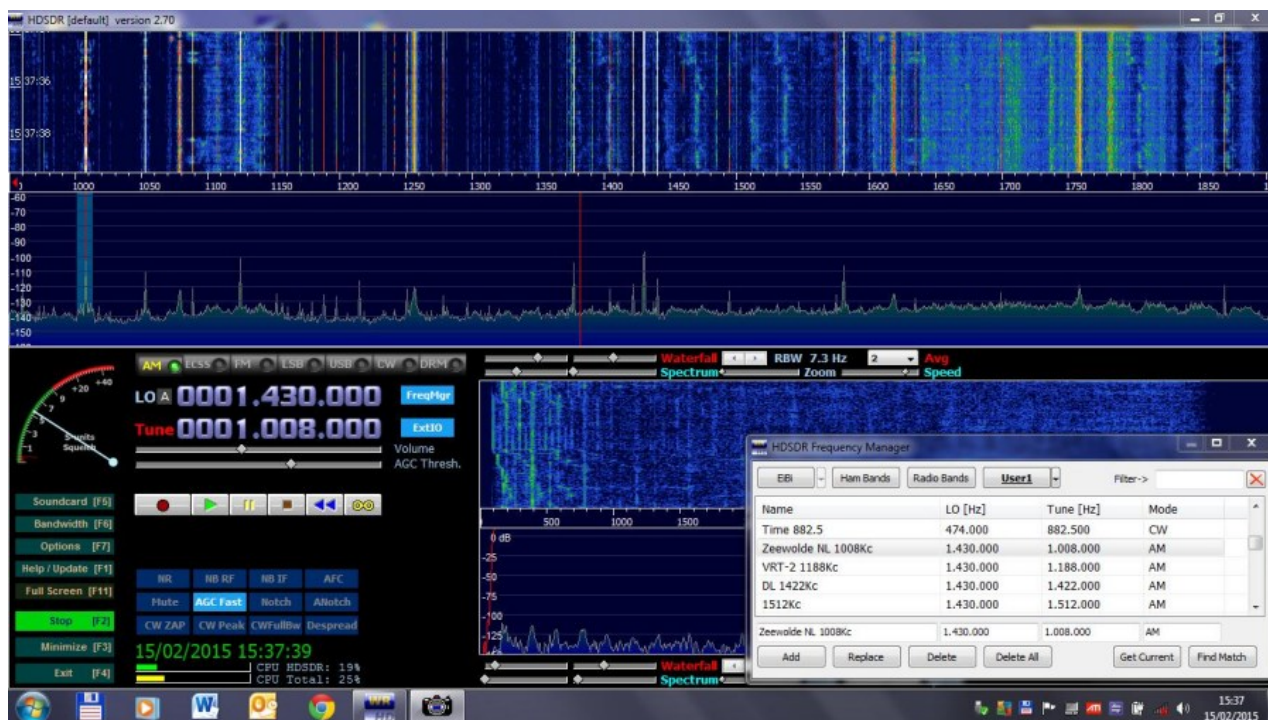 HDSDR [default] version 2.70
15:37:36
15:37:38
1000 1050 1100 1150 1200 1250 1300 1350 1400 1450 1500 1550 1600 1650 1700 1750 1800 1850
-60
-70
-80
-90
-100
-110
-120
-130
-140
-150
AM ECSS FM LSB USB CW DRM
Waterfall RBW 7.3 Hz 2 Avg
Spectrum Zoom Speed
+20 +40
9
7
5
3
1
S-units
Squelch
LO A 0001.430.000 FreqMgr
Tune 0001.008.000 ExtIO
Volume
AGC Thresh.
Soundcard [F5]
Bandwidth [F6]
Options [F7]
Help / Update [F1]
Full Screen [F11]
Stop [F2]
Minimize [F3]
Exit [F4]
NR NB RF NB IF AFC
Mute AGC Fast Notch ANotch
CW ZAP CW Peak CWFullBw Despread
15/02/2015 15:37:39
CPU HDSDR: 19%
CPU Total: 25%
500 1000 1500
0 dB
-25
-50
-75
-100
-125
Waterfall
Spectrum
HDSDR Frequency Manager
EiBi Ham Bands Radio Bands User1 Filter->
Name LO [Hz] Tune [Hz] Mode
Time 882.5 474.000 882.500 CW
Zeewolde NL 1008Kc 1.430.000 1.008.000 AM
VRT-2 1188Kc 1.430.000 1.188.000 AM
DL 1422Kc 1.430.000 1.422.000 AM
1512Kc 1.430.000 1.512.000 AM
Zeewolde NL 1008Kc 1.430.000 1.008.000 AM
Add Replace Delete Delete All Get Current Find Match
15:37
15/02/2015